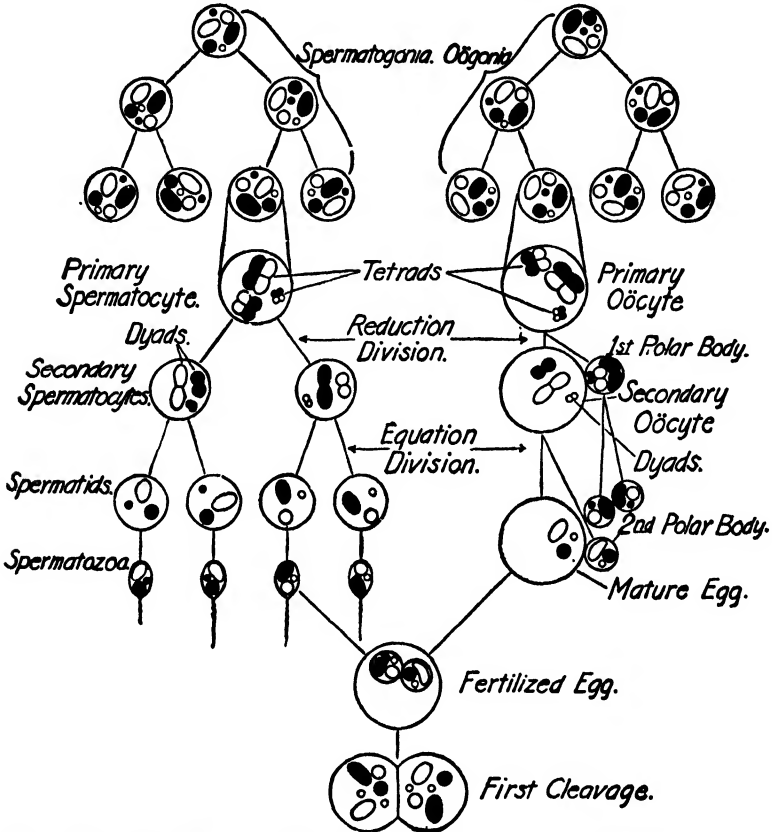 Spermatogonia. Oögonia
Primary
Spermatocyte.
Tetrads
Primary
Oöcyte
Dyads.
Reduction
Division.
1st Polar Body.
Secondary
Spermatocytes.
Secondary
Oöcyte
Equation
Division.
Dyads.
Spermatids.
2nd Polar Body.
Spermatozoa.
Mature Egg.
Fertilized Egg.
First Cleavage.